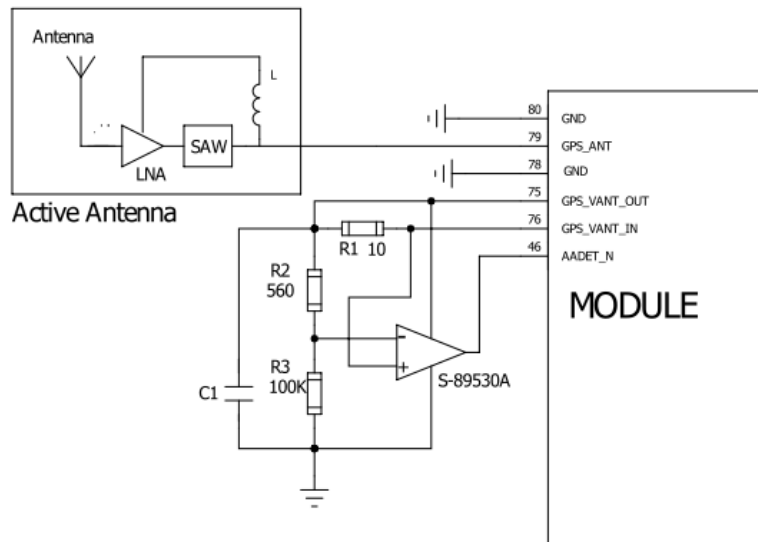 Antenna
L
SAW
LNA
Active Antenna
80 GND
79 GPS_ANT
78 GND
75 GPS_VANT_OUT
76 GPS_VANT_IN
46 AADET_N
R1 10
R2
560
MODULE
-
+
R3
100K
S-89530A
C1